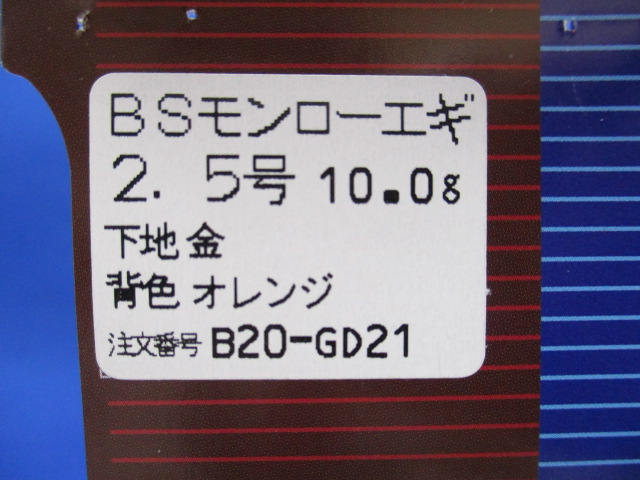 BSモンローエギ
2.5号 10.0g
下地 金
背色 オレンジ
注文番号 B20-GD21